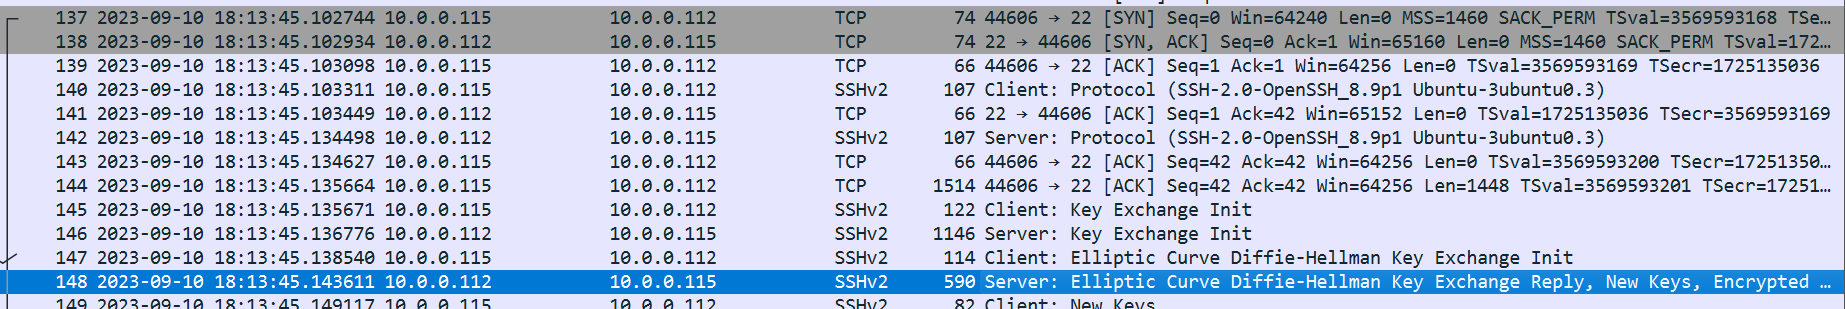 137 2023-09-10 18:13:45.102744 10.0.0.115 10.0.0.112 TCP 74 44606 → 22 [SYN] Seq=0 Win=64240 Len=0 MSS=1460 SACK_PERM TSval=3569593168 TSe…
138 2023-09-10 18:13:45.102934 10.0.0.112 10.0.0.115 TCP 74 22 → 44606 [SYN, ACK] Seq=0 Ack=1 Win=65160 Len=0 MSS=1460 SACK_PERM TSval=172…
139 2023-09-10 18:13:45.103098 10.0.0.115 10.0.0.112 TCP 66 44606 → 22 [ACK] Seq=1 Ack=1 Win=64256 Len=0 TSval=3569593169 TSecr=1725135036
140 2023-09-10 18:13:45.103311 10.0.0.115 10.0.0.112 SSHv2 107 Client: Protocol (SSH-2.0-OpenSSH_8.9p1 Ubuntu-3ubuntu0.3)
141 2023-09-10 18:13:45.103449 10.0.0.112 10.0.0.115 TCP 66 22 → 44606 [ACK] Seq=1 Ack=42 Win=65152 Len=0 TSval=1725135036 TSecr=3569593169
142 2023-09-10 18:13:45.134498 10.0.0.112 10.0.0.115 SSHv2 107 Server: Protocol (SSH-2.0-OpenSSH_8.9p1 Ubuntu-3ubuntu0.3)
143 2023-09-10 18:13:45.134627 10.0.0.115 10.0.0.112 TCP 66 44606 → 22 [ACK] Seq=42 Ack=42 Win=64256 Len=0 TSval=3569593200 TSecr=17251350…
144 2023-09-10 18:13:45.135664 10.0.0.115 10.0.0.112 TCP 1514 44606 → 22 [ACK] Seq=42 Ack=42 Win=64256 Len=1448 TSval=3569593201 TSecr=17251…
145 2023-09-10 18:13:45.135671 10.0.0.115 10.0.0.112 SSHv2 122 Client: Key Exchange Init
146 2023-09-10 18:13:45.136776 10.0.0.112 10.0.0.115 SSHv2 1146 Server: Key Exchange Init
147 2023-09-10 18:13:45.138540 10.0.0.115 10.0.0.112 SSHv2 114 Client: Elliptic Curve Diffie-Hellman Key Exchange Init
148 2023-09-10 18:13:45.143611 10.0.0.112 10.0.0.115 SSHv2 590 Server: Elliptic Curve Diffie-Hellman Key Exchange Reply, New Keys, Encrypted …
149 2023-09-10 18:13:45.149117 10.0.0.115 10.0.0.112 SSHv2 82 Client: New Keys